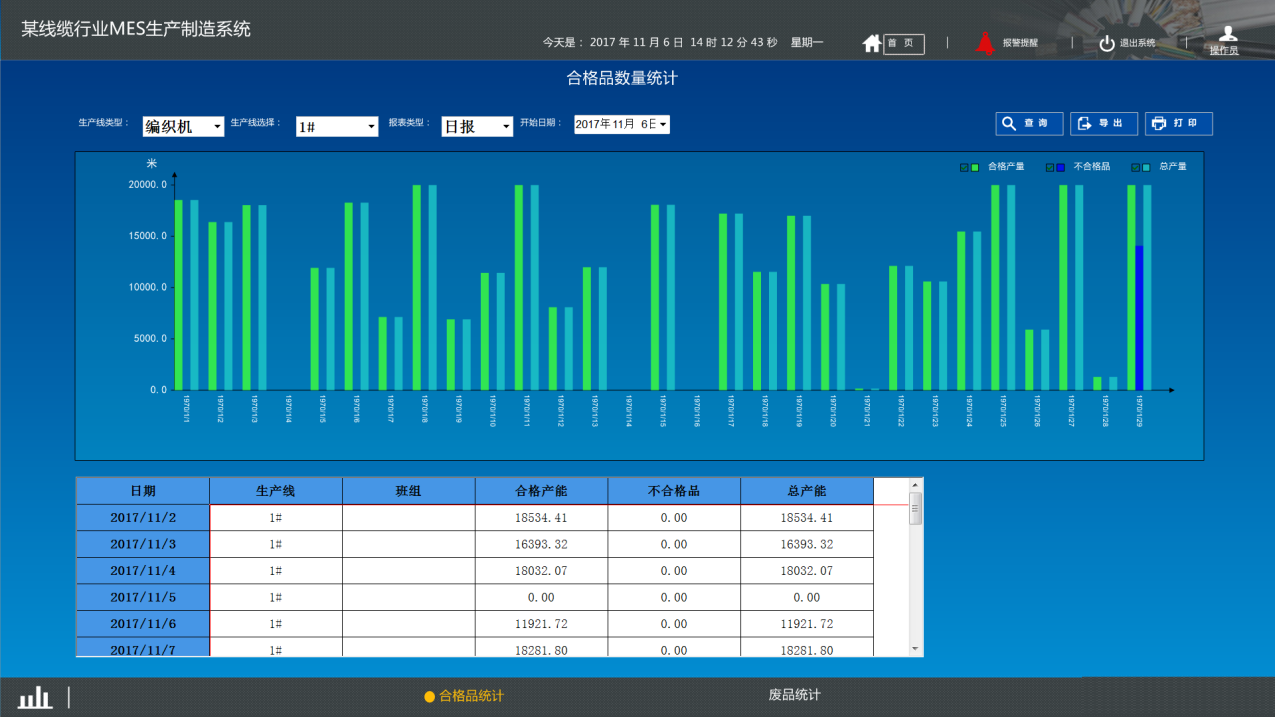 某线缆行业MES生产制造系统
今天是： 2017 年 11 月 6 日 14 时 12 分 43 秒 星期一
首 页
报警提醒
退出系统
操作员
合格品数量统计
生产线类型： 编织机 生产线选择： 1# 报表类型： 日报 开始日期： 2017年11月 6日
查 询
导 出
打 印
米
合格产量 不合格品 总产量
20000.0
15000.0
10000.0
5000.0
0.0
1970/1/1 1970/1/2 1970/1/3 1970/1/4 1970/1/5 1970/1/6 1970/1/7 1970/1/8 1970/1/9 1970/1/10 1970/1/11 1970/1/12 1970/1/13 1970/1/14 1970/1/15 1970/1/16 1970/1/17 1970/1/18 1970/1/19 1970/1/20 1970/1/21 1970/1/22 1970/1/23 1970/1/24 1970/1/25 1970/1/26 1970/1/27 1970/1/28 1970/1/29
日期 生产线 班组 合格产能 不合格品 总产能
2017/11/2 1# 18534.41 0.00 18534.41
2017/11/3 1# 16393.32 0.00 16393.32
2017/11/4 1# 18032.07 0.00 18032.07
2017/11/5 1# 0.00 0.00 0.00
2017/11/6 1# 11921.72 0.00 11921.72
2017/11/7 1# 18281.80 0.00 18281.80
合格品统计
废品统计